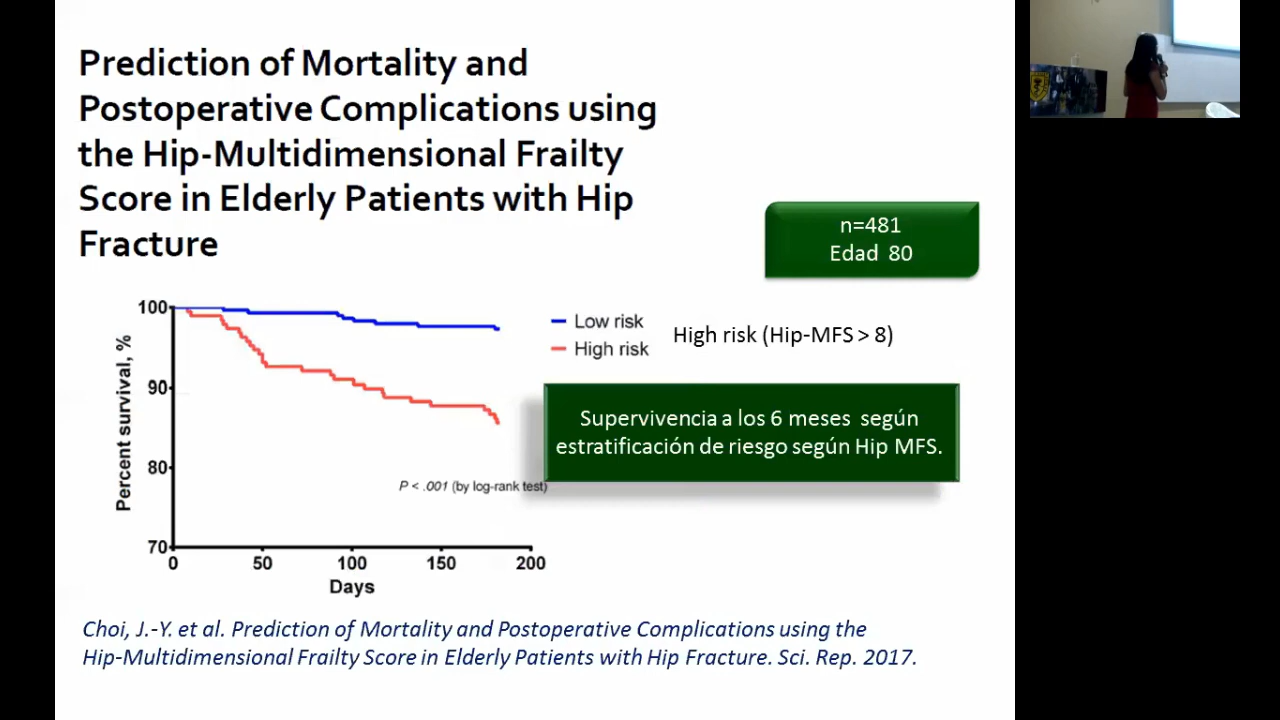 Prediction of Mortality and
Postoperative Complications using
the Hip-Multidimensional Frailty
Score in Elderly Patients with Hip
Fracture
n=481
Edad 80
100
90
80
70
Percent survival, %
0 50 100 150 200
Days
Low risk
High risk
High risk (Hip-MFS > 8)
P < .001 (by log-rank test)
Supervivencia a los 6 meses según
estratificación de riesgo según Hip MFS.
Choi, J.-Y. et al. Prediction of Mortality and Postoperative Complications using the
Hip-Multidimensional Frailty Score in Elderly Patients with Hip Fracture. Sci. Rep. 2017.